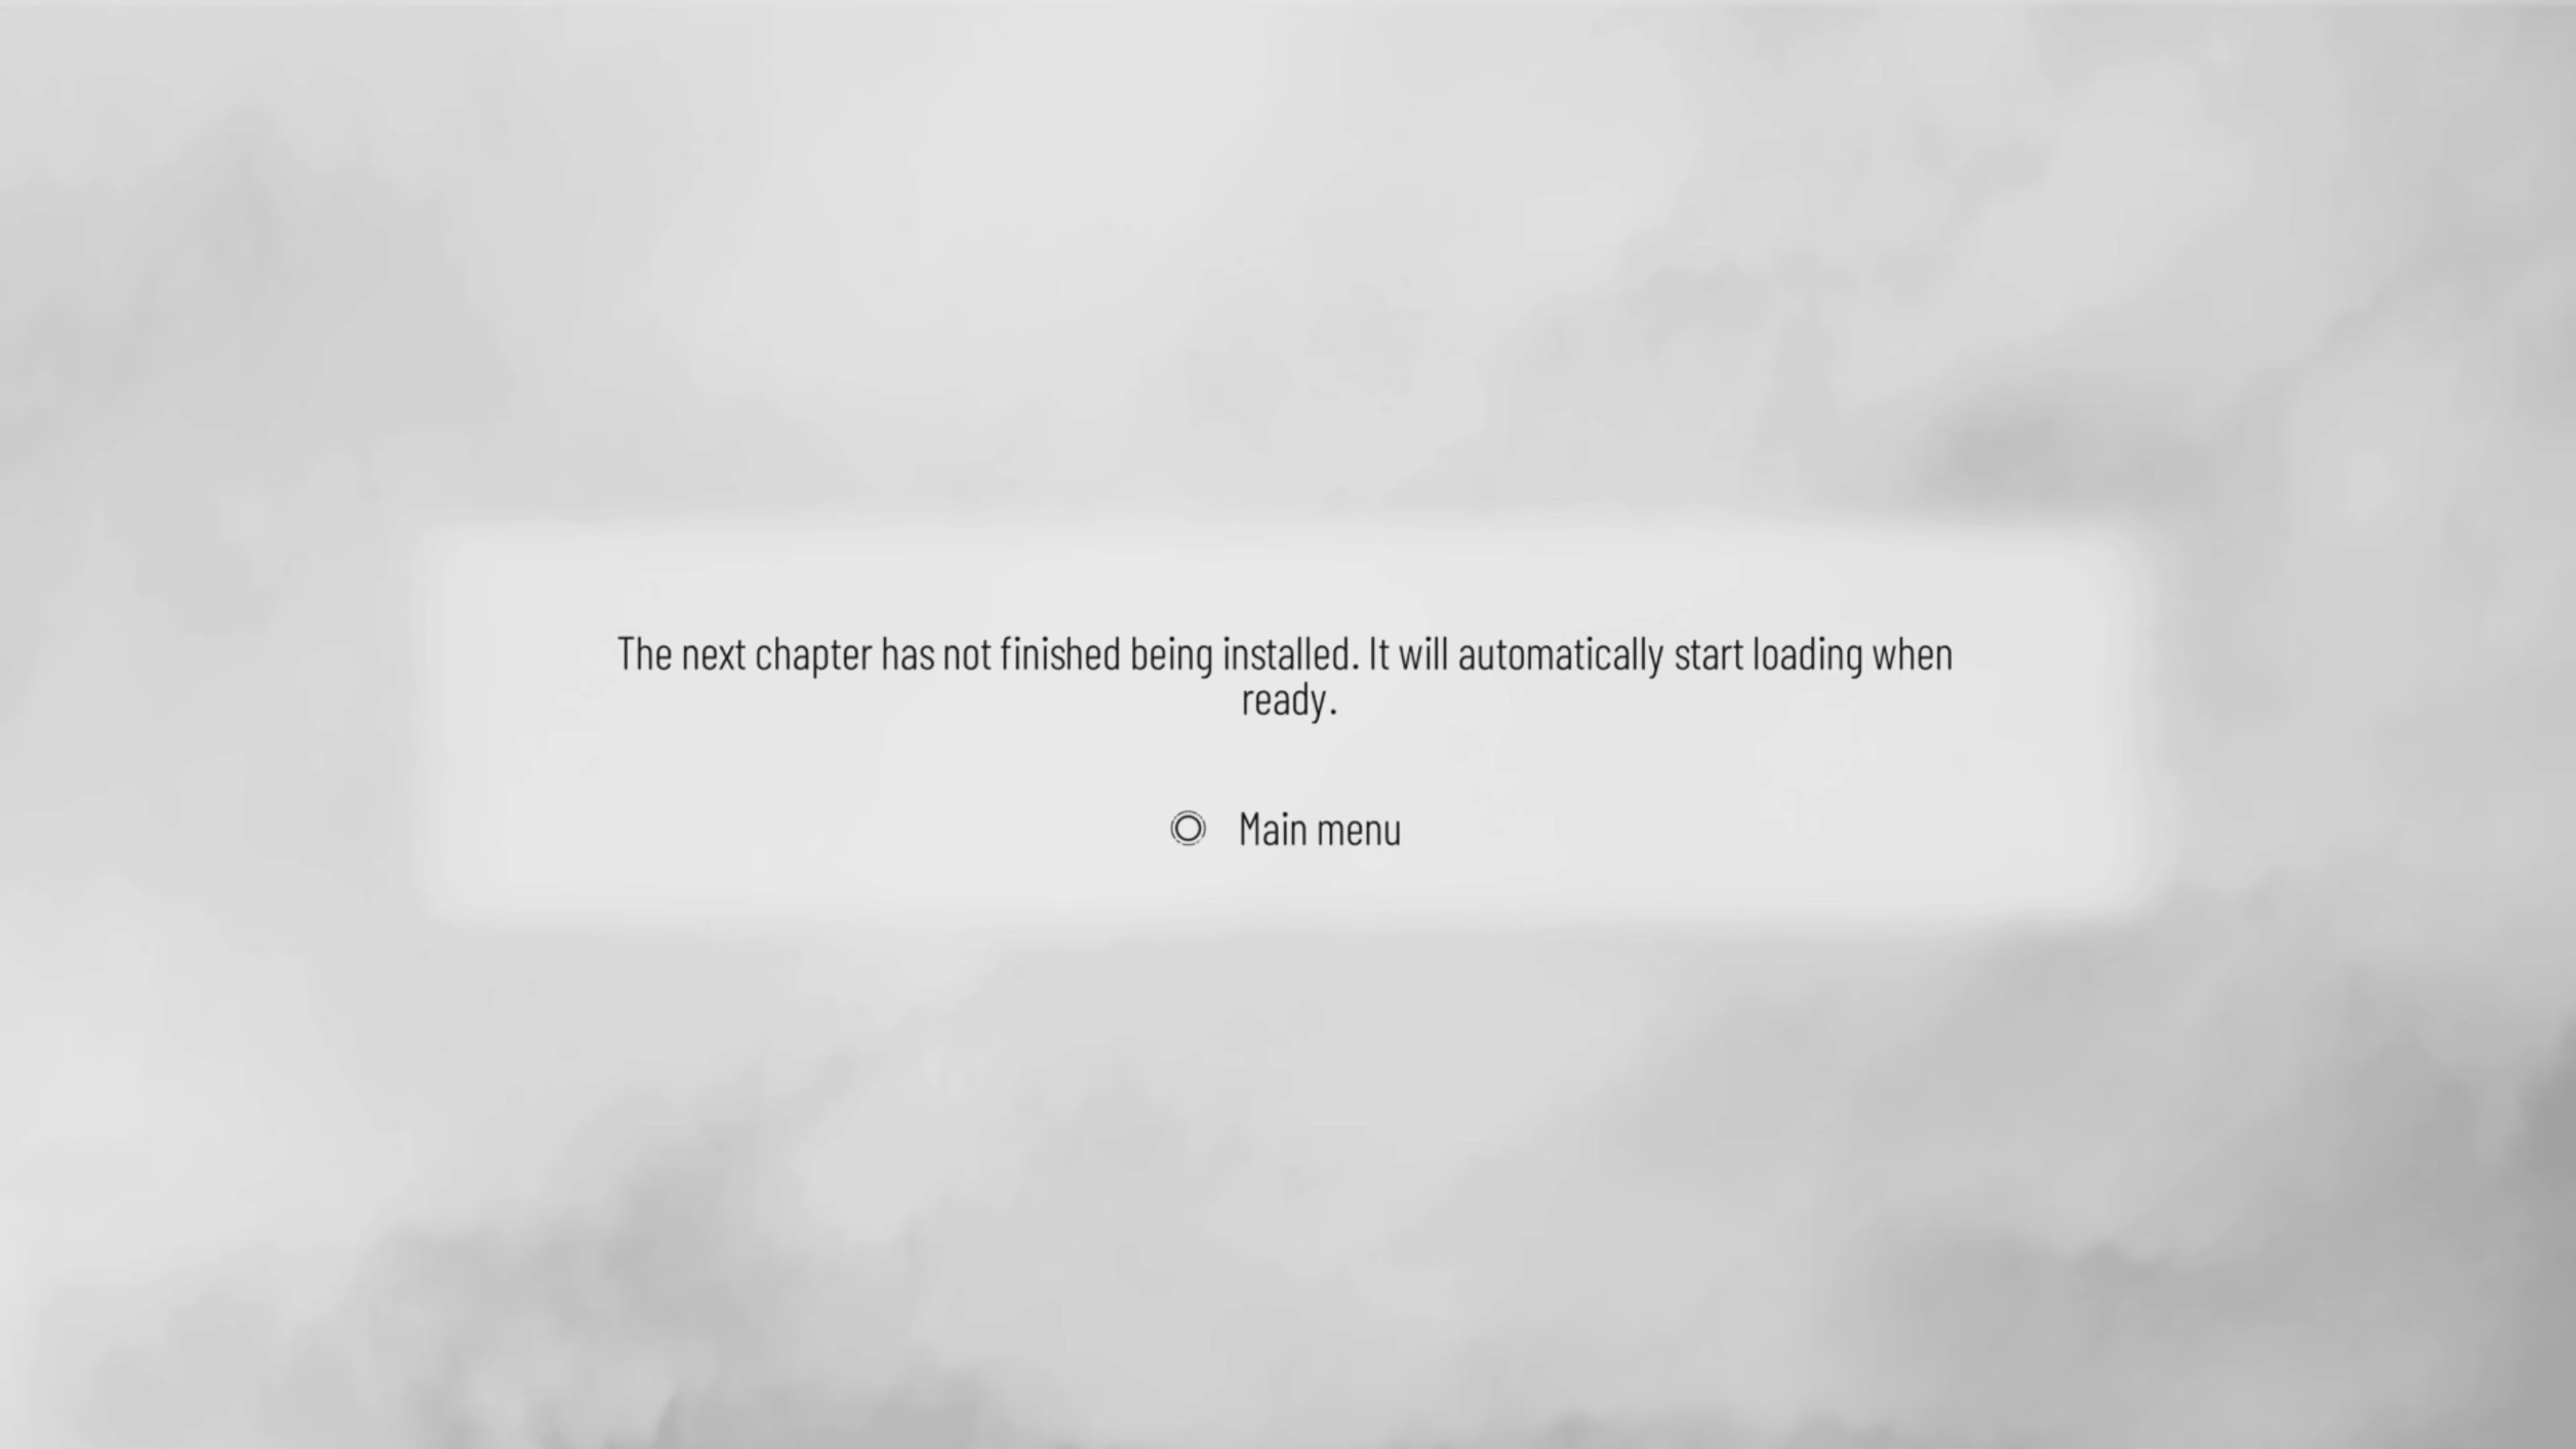 The next chapter has not finished being installed. It will automatically start loading when
ready.
Main menu